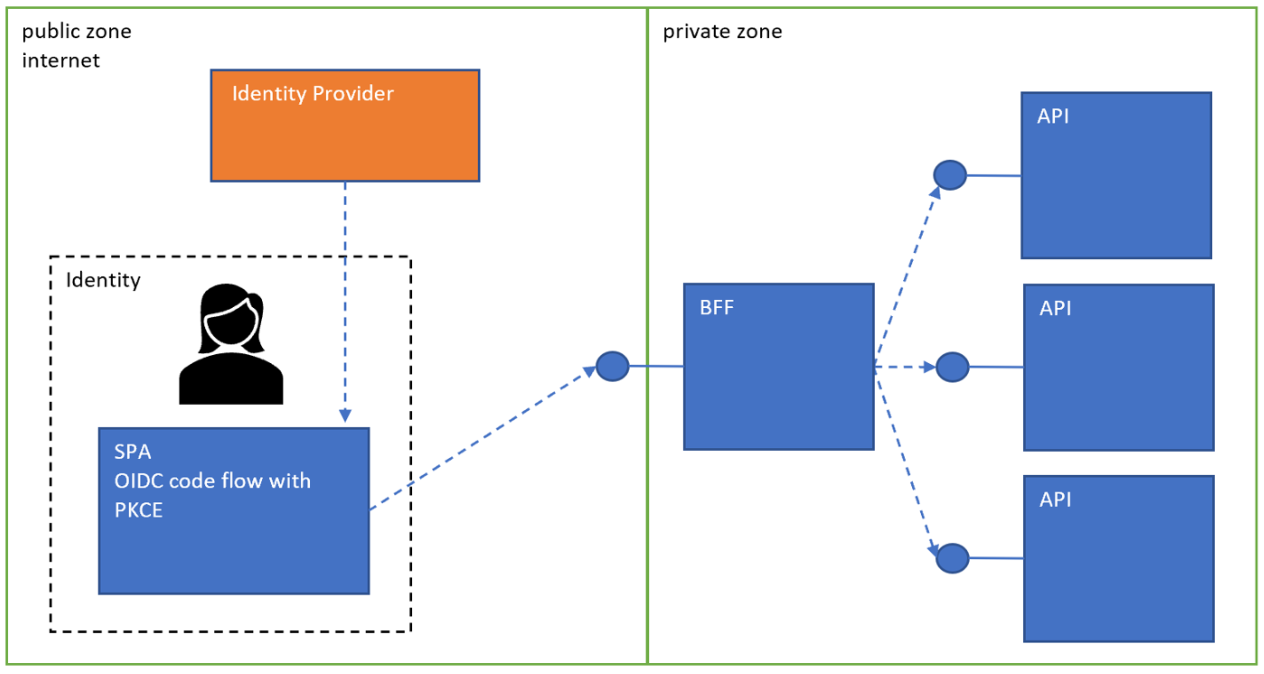 public zone
internet
Identity Provider
Identity
SPA
OIDC code flow with
PKCE
private zone
BFF
API
API
API